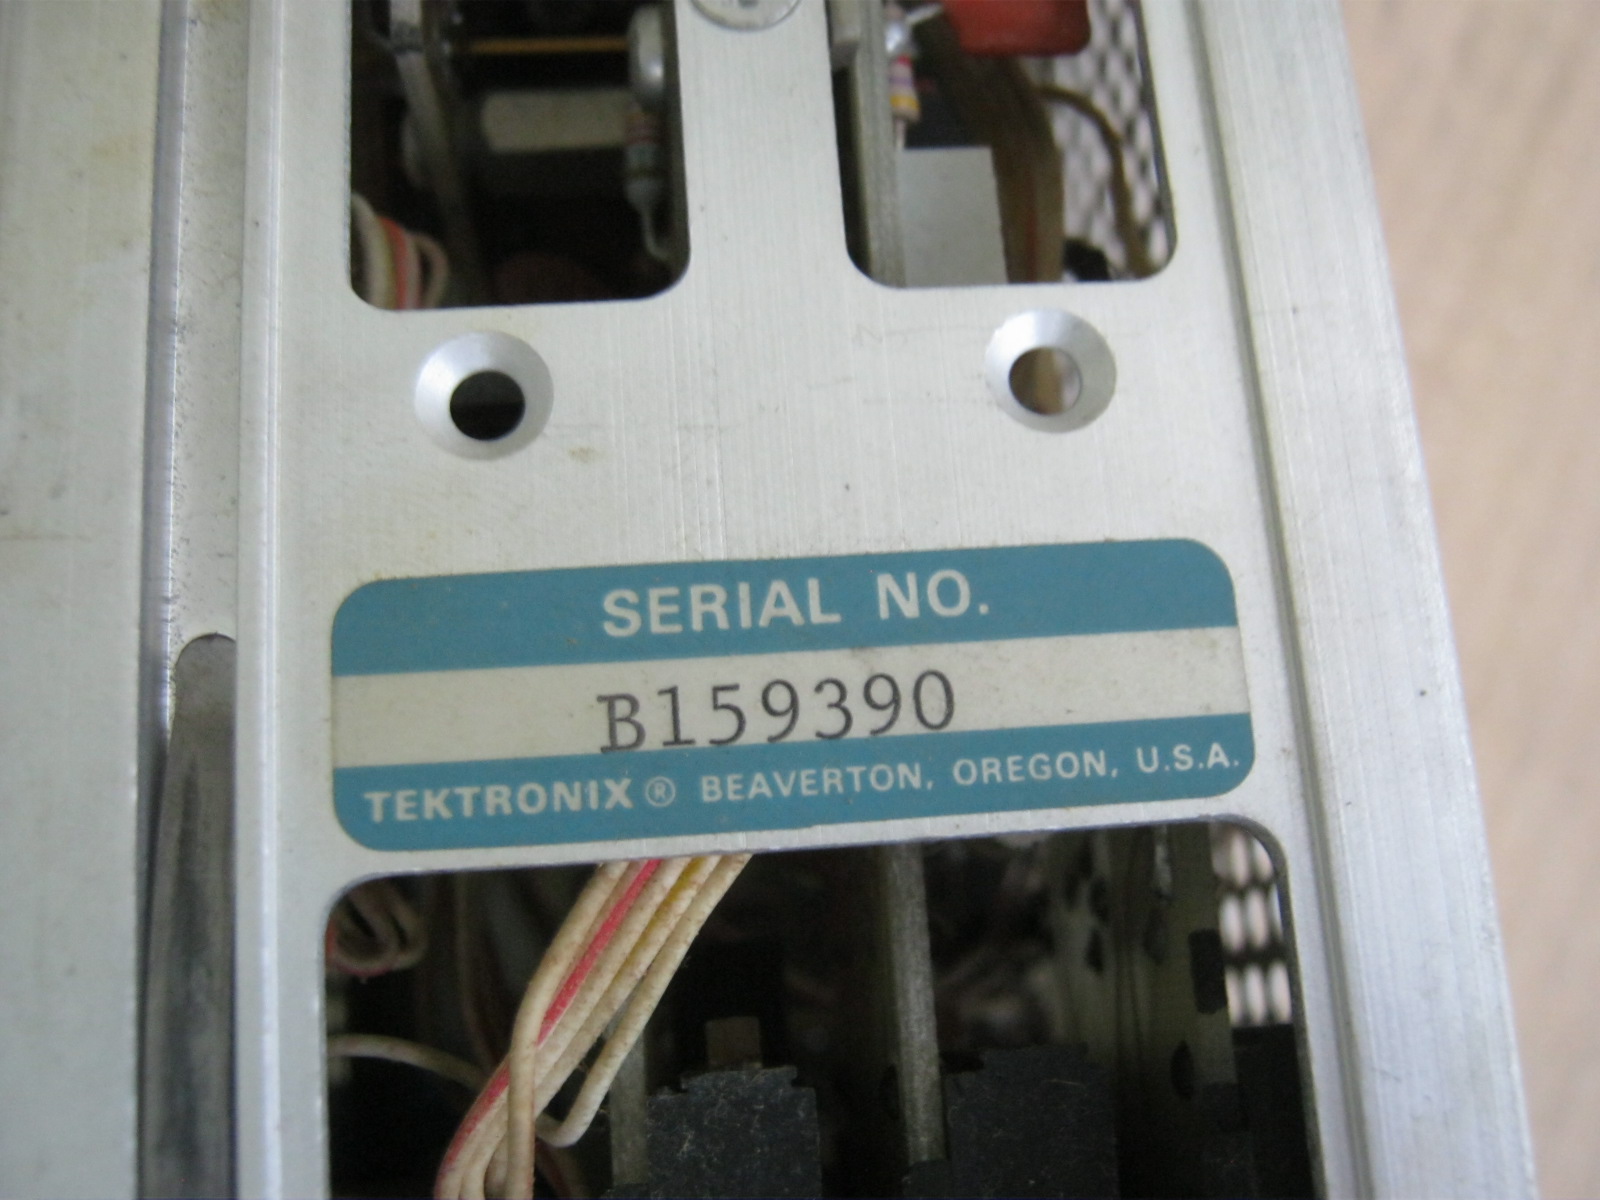 SERIAL NO.
B159390
TEKTRONIX® BEAVERTON, OREGON, U.S.A.